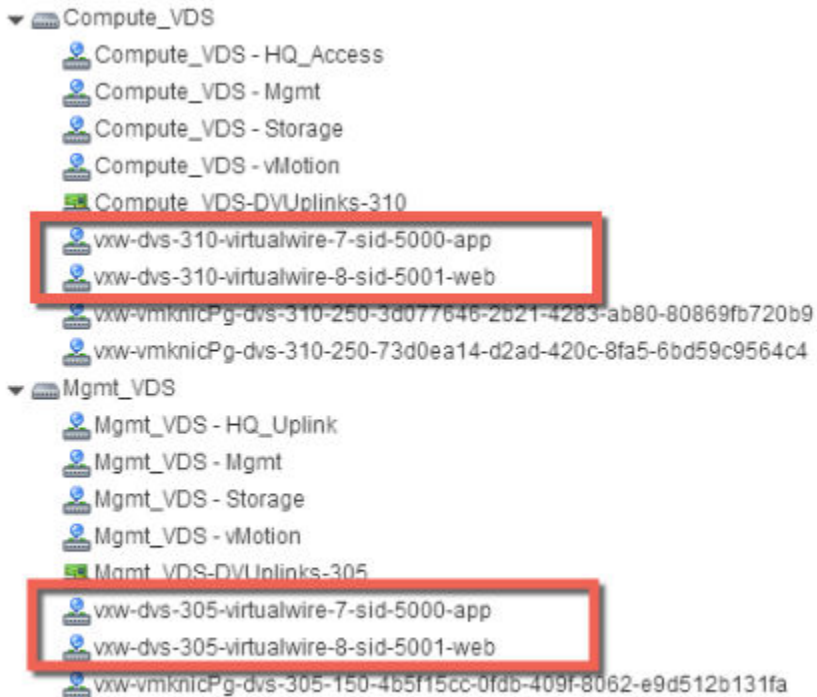 Compute_VDS
Compute_VDS - HQ_Access
Compute_VDS - Mgmt
Compute_VDS - Storage
Compute_VDS - vMotion
Compute_VDS-DVUplinks-310
vxw-dvs-310-virtualwire-7-sid-5000-app
vxw-dvs-310-virtualwire-8-sid-5001-web
vxw-vmknicPg-dvs-310-250-3d077646-2b21-4283-ab80-80869fb720b9
vxw-vmknicPg-dvs-310-250-73d0ea14-d2ad-420c-8fa5-6bd59c9564c4
Mgmt_VDS
Mgmt_VDS - HQ_Uplink
Mgmt_VDS - Mgmt
Mgmt_VDS - Storage
Mgmt_VDS - vMotion
Mgmt_VDS-DVUplinks-305
vxw-dvs-305-virtualwire-7-sid-5000-app
vxw-dvs-305-virtualwire-8-sid-5001-web
vxw-vmknicPg-dvs-305-150-4b5f15cc-0fdb-409f-8062-e9d512b131fa